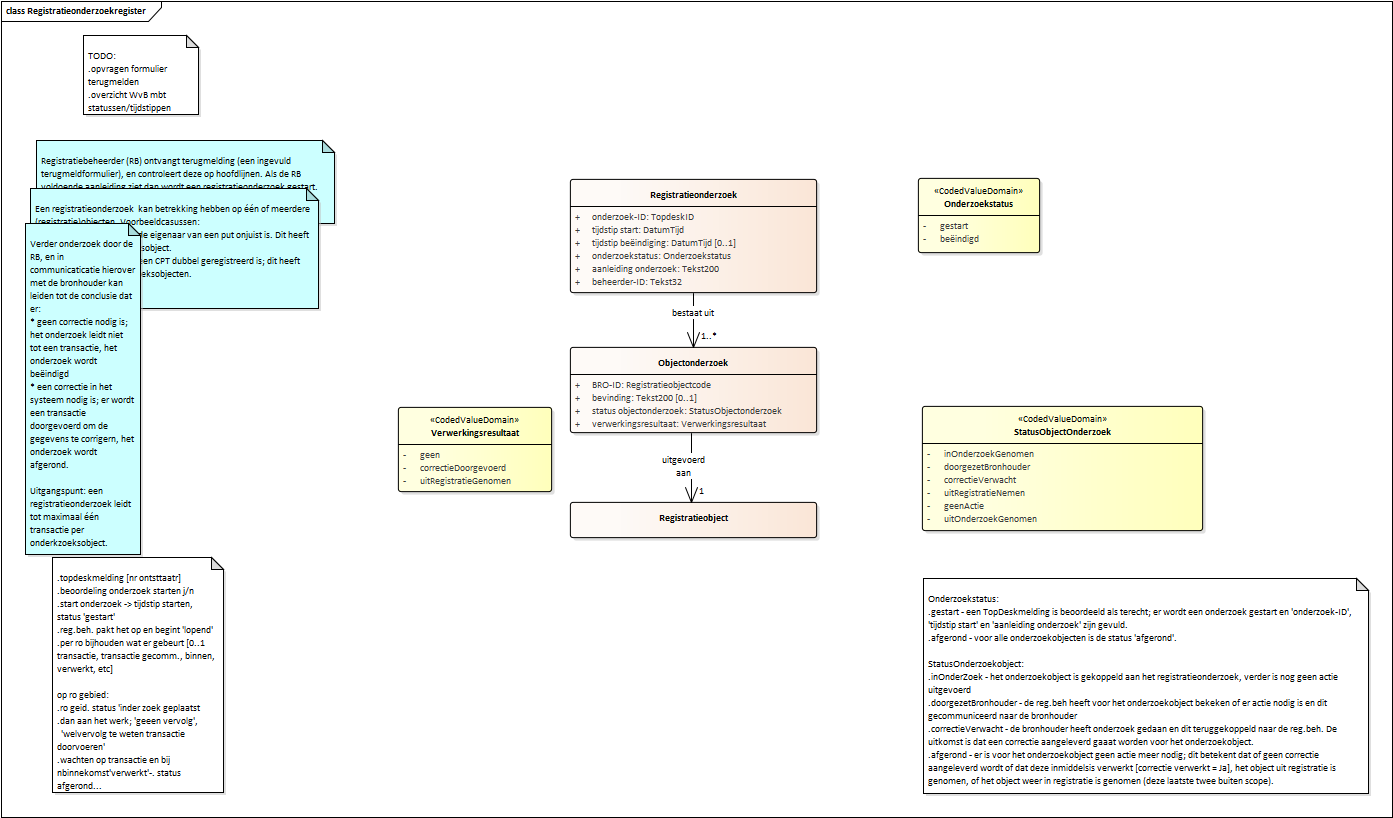 class Registratieonderzoekregister
TODO:
.opvragen formulier
terugmelden
.overzicht WvB mbt
statussen/tijdstippen
Registratiebeheerder (RB) ontvangt terugmelding (een ingevuld
terugmeldformulier), en controleert deze op hoofdlijnen. Als de RB
voldoende aanleiding ziet dan wordt een registratieonderzoek gestart.
Een registratieonderzoek  kan betrekking hebben op één of meerdere
(registratie)objecten. Voorbeeldcasussen:
de eigenaar van een put onjuist is. Dit heeft
sobject.
een CPT dubbel geregistreerd is; dit heeft
eksobjecten.
Verder onderzoek door de
RB, en in
communicaticatie hierover
met de bronhouder kan
leiden tot de conclusie dat
er:
* geen correctie nodig is;
het onderzoek leidt niet
tot een transactie, het
onderzoek wordt
beëindigd
* een correctie in het
systeem nodig is; er wordt
een transactie
doorgevoerd om de
gegevens te corrigen, het
onderzoek wordt
afgerond.
Uitgangspunt: een
registratieonderzoek leidt
tot maximaal één
transactie per
onderkzoeksobject.
.topdeskmelding [nr ontsttaatr]
.beoordeling onderzoek starten j/n
.start onderzoek -> tijdstip starten,
status 'gestart'
.reg.beh. pakt het op en begint 'lopend'
.per ro bijhouden wat er gebeurt [0..1
transactie, transactie gecomm., binnen,
verwerkt, etc]
op ro gebied:
.ro geid. status 'inder zoek geplaatst
.dan aan het werk; 'geeen vervolg',
'welvervolg te weten transactie
doorvoeren'
.wachten op transactie en bij
nbinnekomst'verwerkt'-. status
afgerond...
Registratieonderzoek
+ onderzoek-ID: TopdeskID
+ tijdstip start: DatumTijd
+ tijdstip beëindiging: DatumTijd [0..1]
+ onderzoekstatus: Onderzoekstatus
+ aanleiding onderzoek: Tekst200
+ beheerder-ID: Tekst32
bestaat uit
1..*
Objectonderzoek
+ BRO-ID: Registratieobjectcode
+ bevinding: Tekst200 [0..1]
+ status objectonderzoek: StatusObjectonderzoek
+ verwerkingsresultaat: Verwerkingsresultaat
uitgevoerd
aan
1
Registratieobject
«CodedValueDomain»
Verwerkingsresultaat
- geen
- correctieDoorgevoerd
- uitRegistratieGenomen
«CodedValueDomain»
Onderzoekstatus
- gestart
- beëindigd
«CodedValueDomain»
StatusObjectOnderzoek
- inOnderzoekGenomen
- doorgezetBronhouder
- correctieVerwacht
- uitRegistratieNemen
- geenActie
- uitOnderzoekGenomen
Onderzoekstatus:
.gestart - een TopDeskmelding is beoordeeld als terecht; er wordt een onderzoek gestart en 'onderzoek-ID',
'tijdstip start' en 'aanleiding onderzoek' zijn gevuld.
.afgerond - voor alle onderzoekobjecten is de status 'afgerond'.
StatusOnderzoekobject:
.inOnderZoek - het onderzoekobject is gekoppeld aan het registratieonderzoek, verder is nog geen actie
uitgevoerd
.doorgezetBronhouder - de reg.beh heeft voor het onderzoekobject bekeken of er actie nodig is en dit
gecommuniceerd naar de bronhouder
.correctieVerwacht - de bronhouder heeft onderzoek gedaan en dit teruggekoppeld naar de reg.beh. De
uitkomst is dat een correctie aangeleverd gaaat worden voor het onderzoekobject.
.afgerond - er is voor het onderzoekobject geen actie meer nodig; dit betekent dat of geen correctie
aangeleverd wordt of dat deze inmiddelsis verwerkt [correctie verwerkt = Ja], het object uit registratie is
genomen, of het object weer in registratie is genomen (deze laatste twee buiten scope).